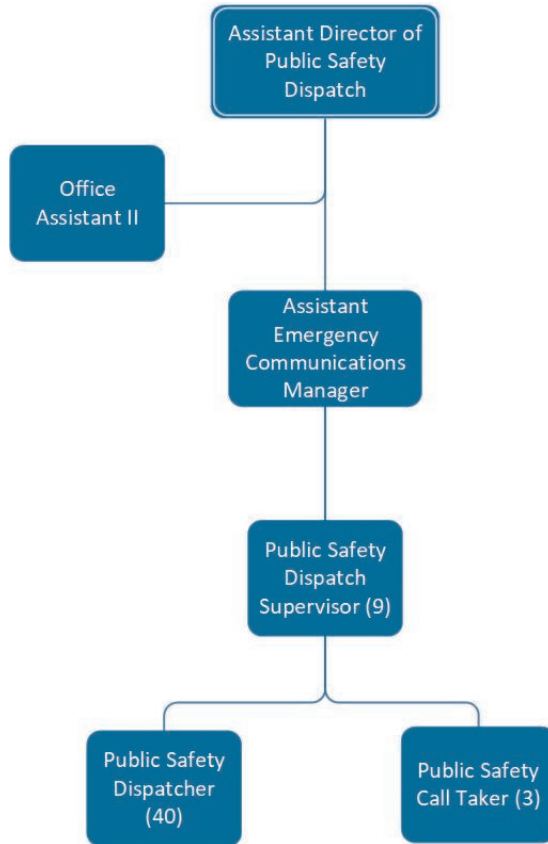 Assistant Director of
Public Safety
Dispatch
Office
Assistant II
Assistant
Emergency
Communications
Manager
Public Safety
Dispatch
Supervisor (9)
Public Safety
Dispatcher
(40)
Public Safety
Call Taker (3)